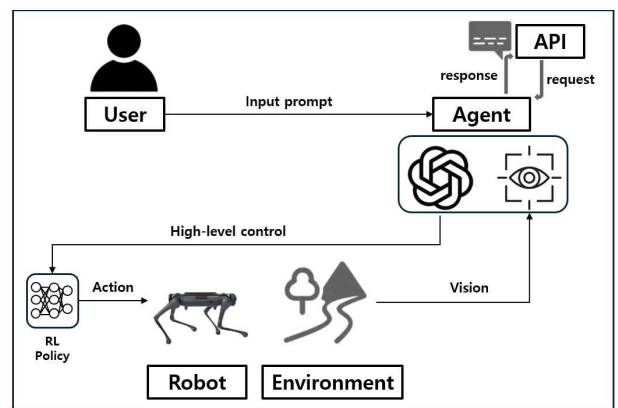 API
response
request
User
Input prompt
Agent
High-level control
Action
Vision
RL
Policy
Robot
Environment